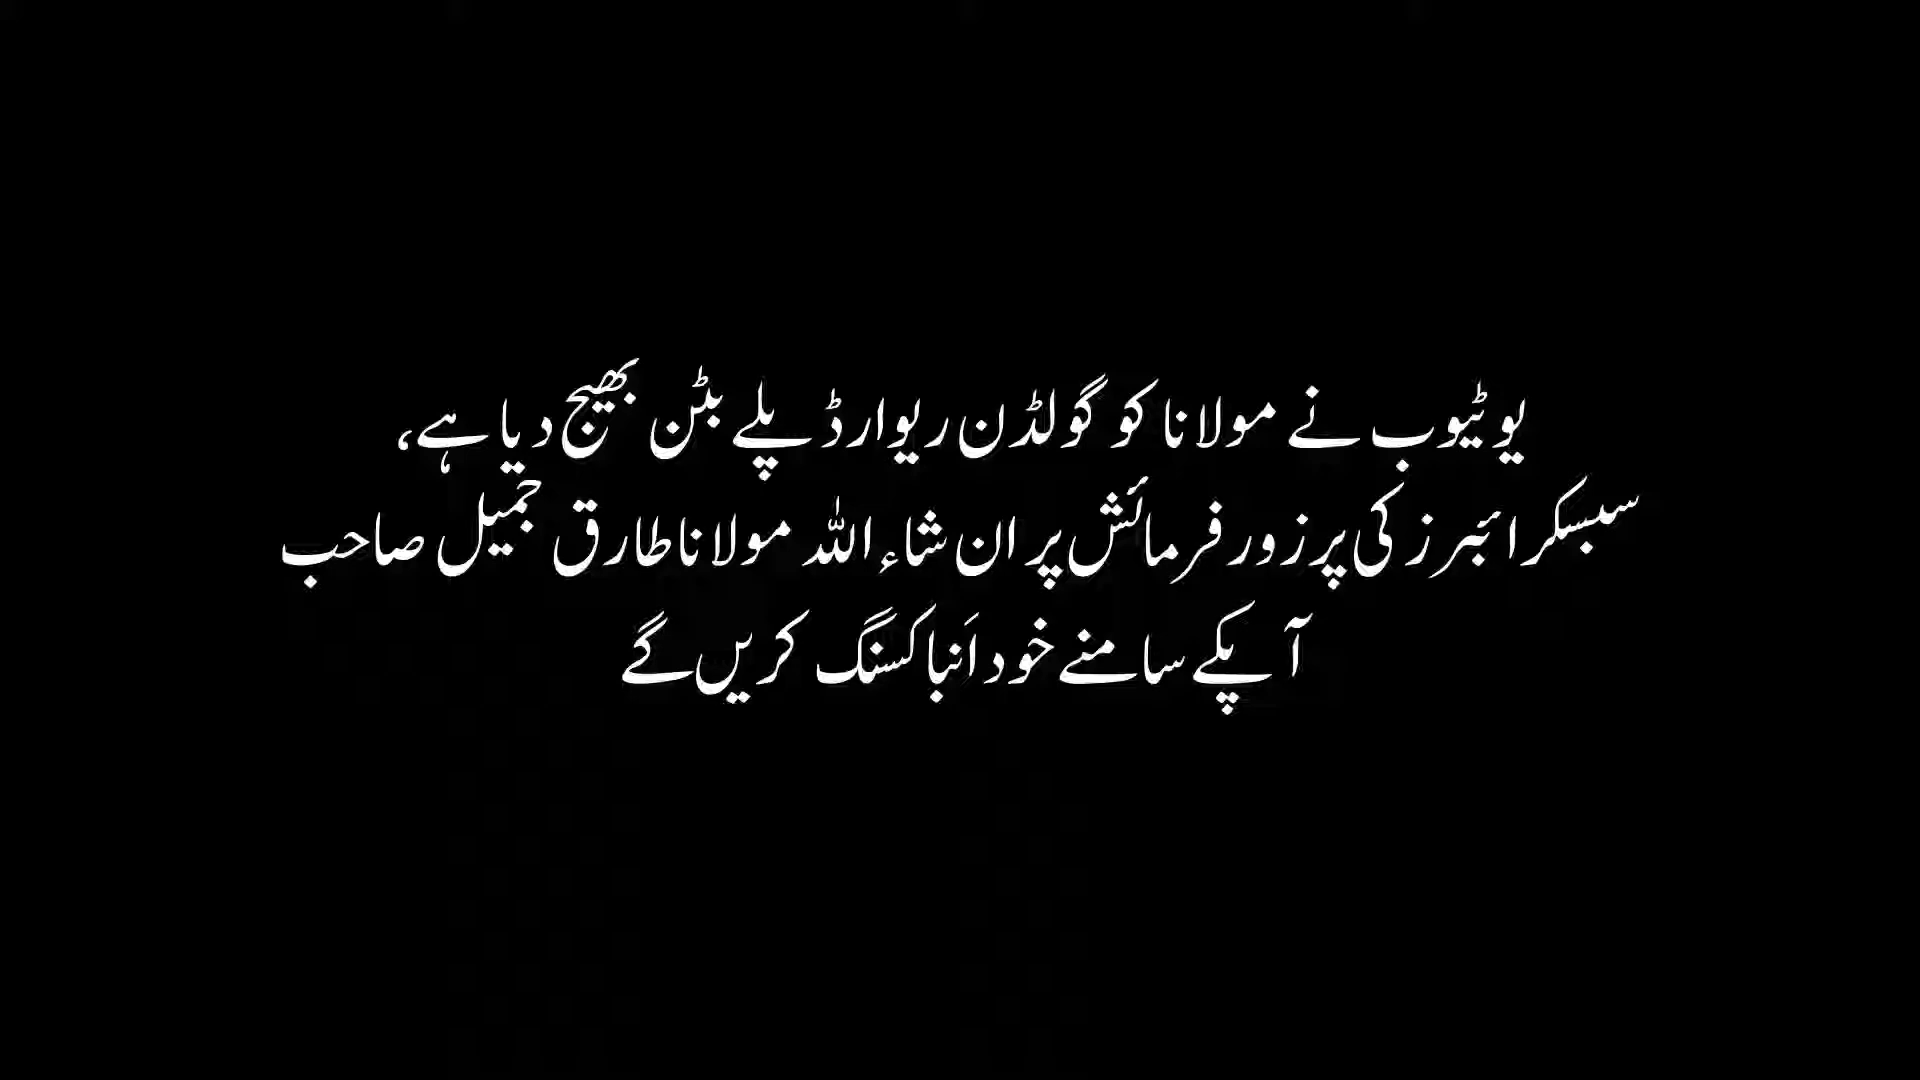 یوٹیوب نے مولانا کو گولڈن ریوارڈ پلے بٹن بھیج دیا ہے،
سبسکرائبرز کی پرزور فرمائش پر ان شاء اللہ مولانا طارق جمیل صاحب
آپکے سامنے خود اَنباکسنگ کریں گے